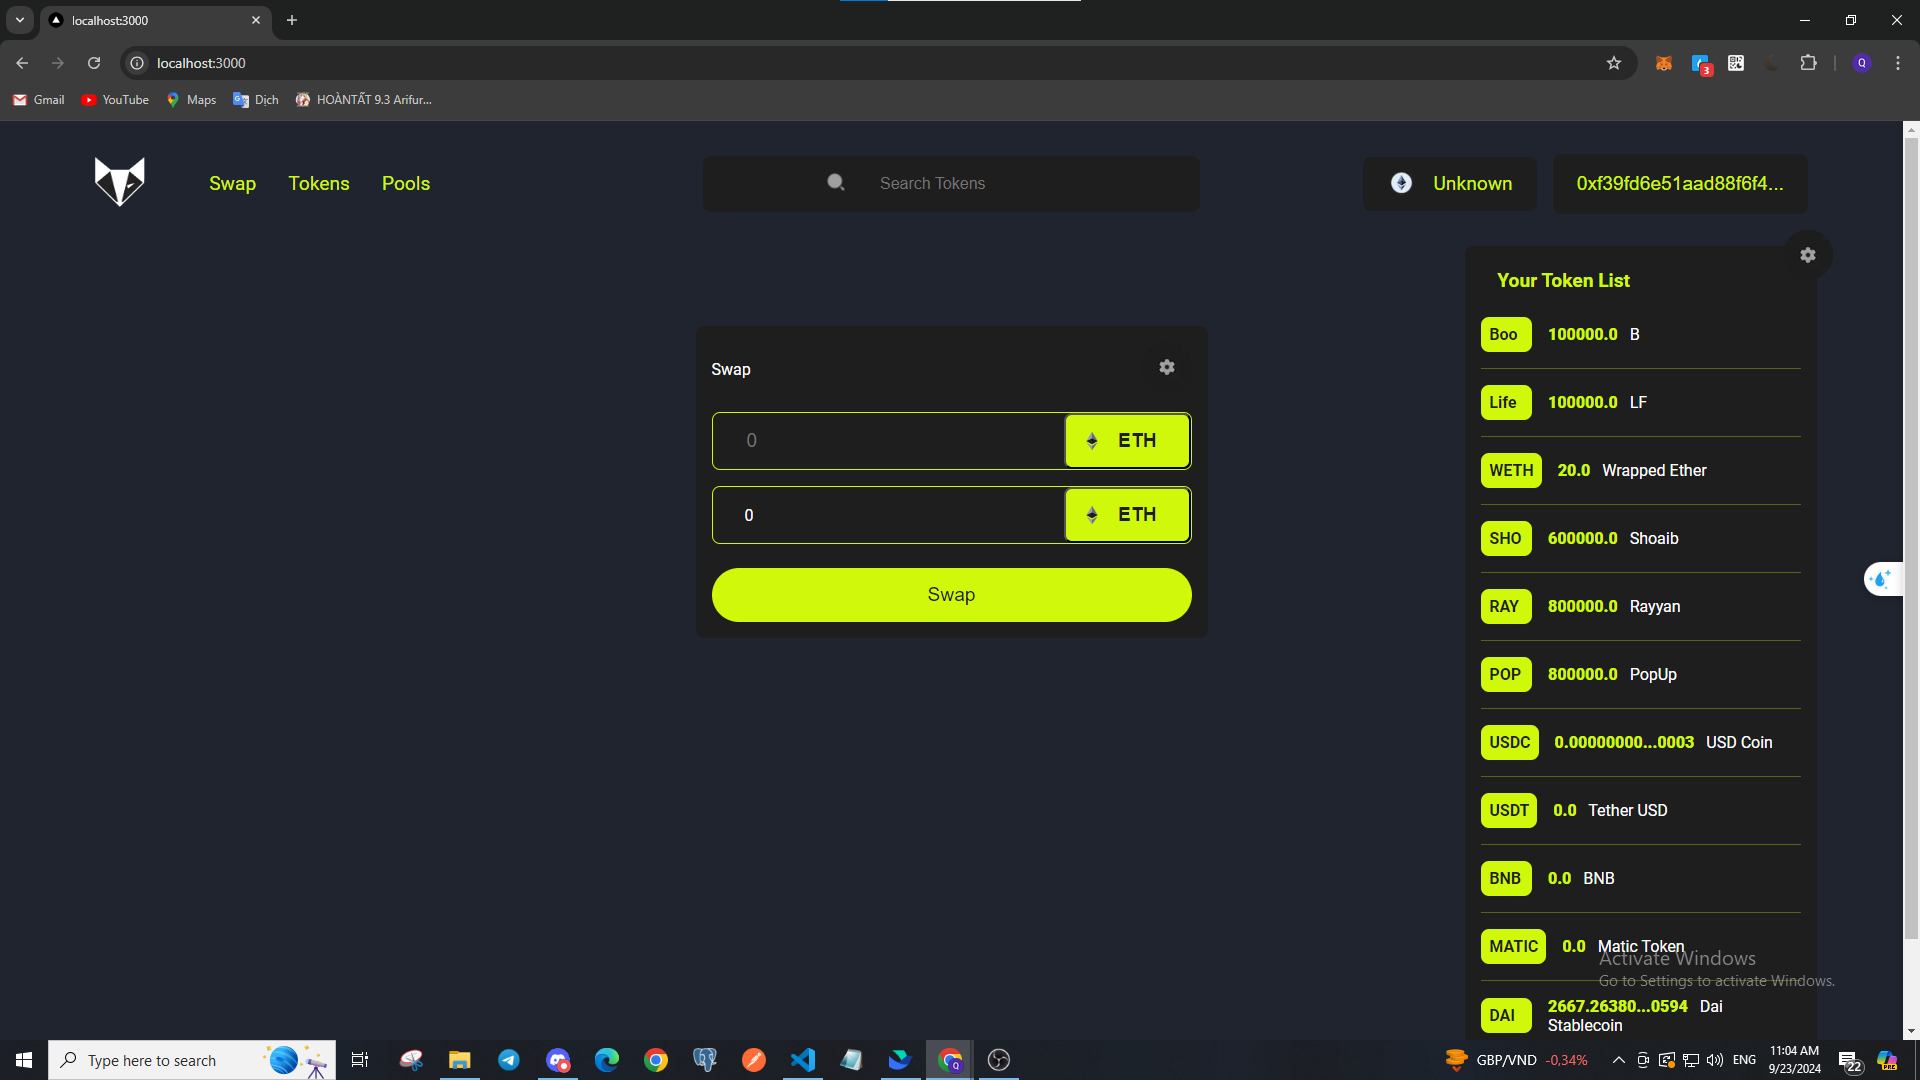 localhost:3000
localhost:3000
3
Q
Gmail
YouTube
Maps
Dịch
HOÀNTẤT 9.3 Arifur...
Swap
Tokens
Pools
Search Tokens
Unknown
0xf39fd6e51aad88f6f4...
Your Token List
Boo 100000.0 B
Life 100000.0 LF
WETH 20.0 Wrapped Ether
SHO 600000.0 Shoaib
RAY 800000.0 Rayyan
POP 800000.0 PopUp
USDC 0.00000000...0003 USD Coin
USDT 0.0 Tether USD
BNB 0.0 BNB
MATIC 0.0 Matic Token
DAI 2667.26380...0594 Dai
Stablecoin
Swap
0 ETH
0 ETH
Swap
Activate Windows
Go to Settings to activate Windows.
Type here to search
Q
GBP/VND -0,34%
ENG
11:04 AM
9/23/2024
22
PRE